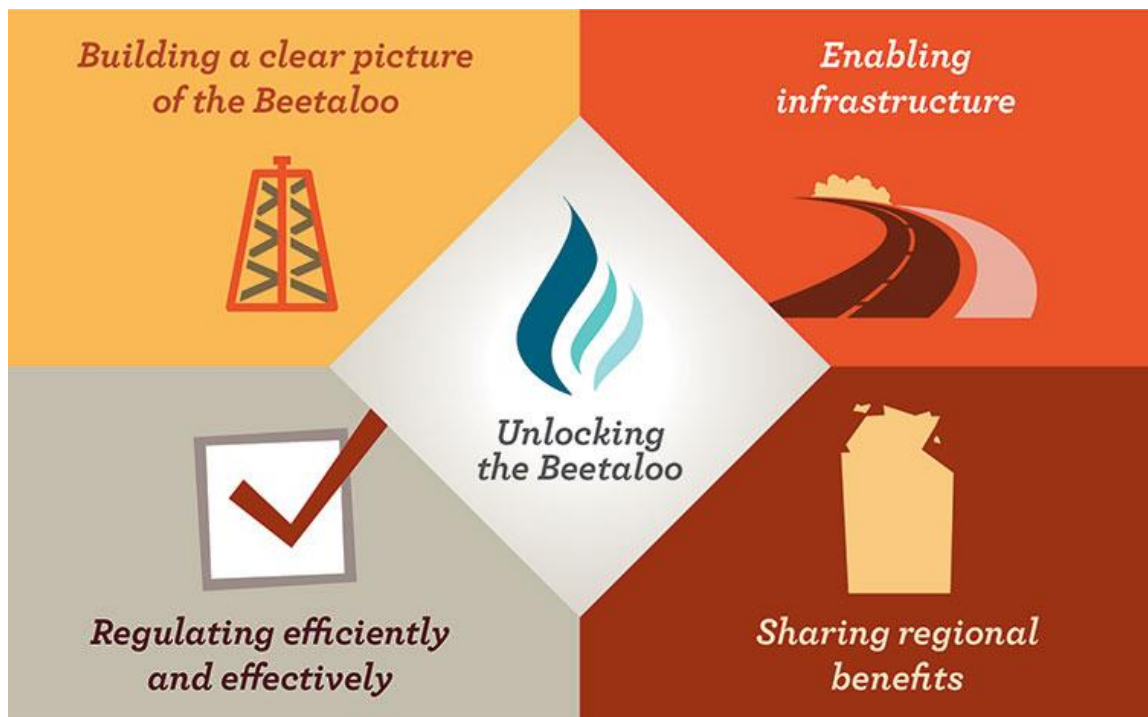 Building a clear picture
of the Beetaloo
Enabling
infrastructure
Unlocking
the Beetaloo
Regulating efficiently
and effectively
Sharing regional
benefits